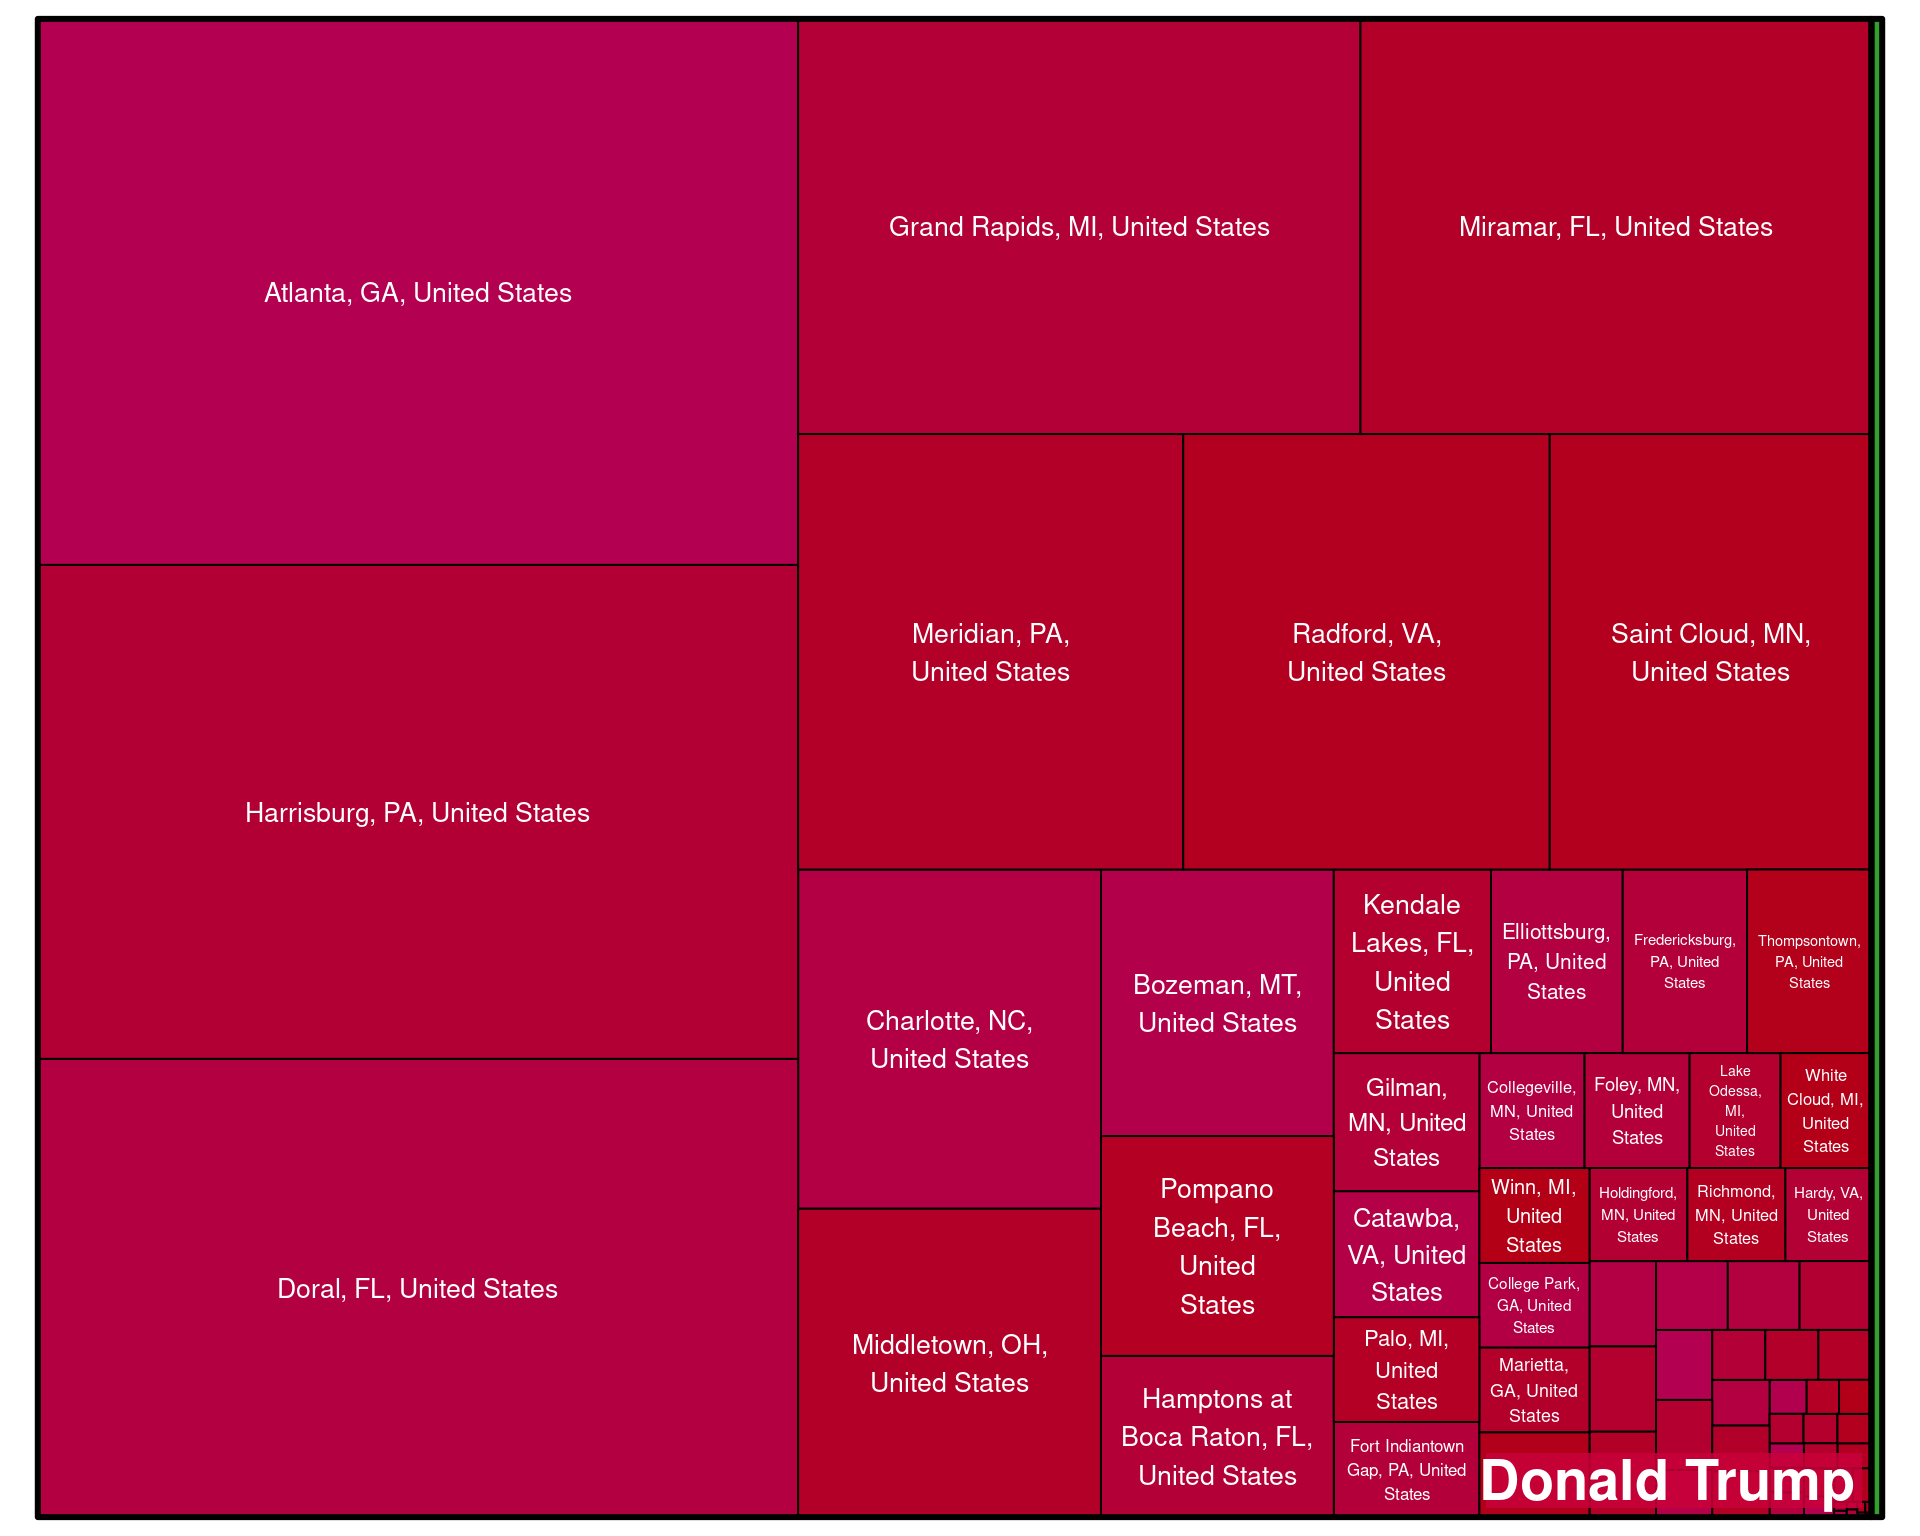 Atlanta, GA, United States
Grand Rapids, MI, United States
Miramar, FL, United States
Harrisburg, PA, United States
Meridian, PA,
United States
Radford, VA,
United States
Saint Cloud, MN,
United States
Doral, FL, United States
Charlotte, NC,
United States
Middletown, OH,
United States
Bozeman, MT,
United States
Pompano
Beach, FL,
United
States
Hamptons at
Boca Raton, FL,
United States
Kendale
Lakes, FL,
United
States
Elliottsburg,
PA, United
States
Fredericksburg,
PA, United
States
Thompsontown,
PA, United
States
Gilman,
MN, United
States
Collegeville,
MN, United
States
Foley, MN,
United
States
Lake
Odessa,
MI,
United
States
White
Cloud, MI,
United
States
Catawba,
VA, United
States
Winn, MI,
United
States
Holdingford,
MN, United
States
Richmond,
MN, United
States
Hardy, VA,
United
States
Palo, MI,
United
States
College Park,
GA, United
States
Marietta,
GA, United
States
Fort Indiantown
Gap, PA, United
States
Donald Trump